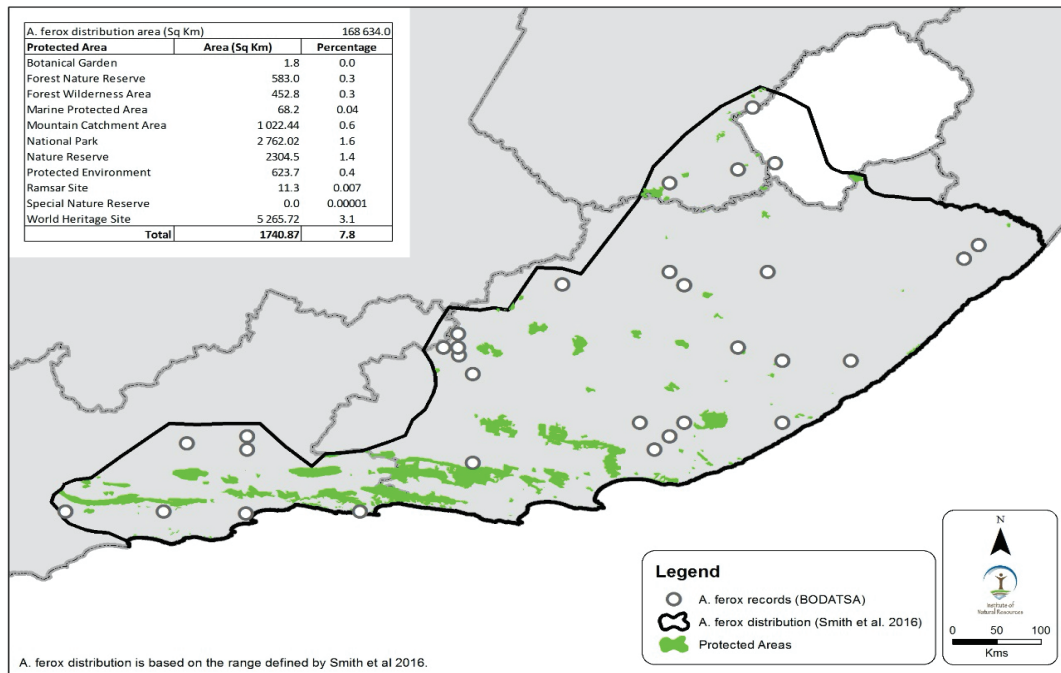 A. ferox distribution area (Sq Km) 168 634.0
Protected Area Area (Sq Km) Percentage
Botanical Garden 1.8 0.0
Forest Nature Reserve 583.0 0.3
Forest Wilderness Area 452.8 0.3
Marine Protected Area 68.2 0.04
Mountain Catchment Area 1 022.44 0.6
National Park 2 762.02 1.6
Nature Reserve 2304.5 1.4
Protected Environment 623.7 0.4
Ramsar Site 11.3 0.007
Special Nature Reserve 0.0 0.00001
World Heritage Site 5 265.72 3.1
Total 1740.87 7.8
Legend
A. ferox records (BODATSA)
A. ferox distribution (Smith et al. 2016)
Protected Areas
N
Institute of
Natural Resources
0 50 100
Kms
A. ferox distribution is based on the range defined by Smith et al 2016.